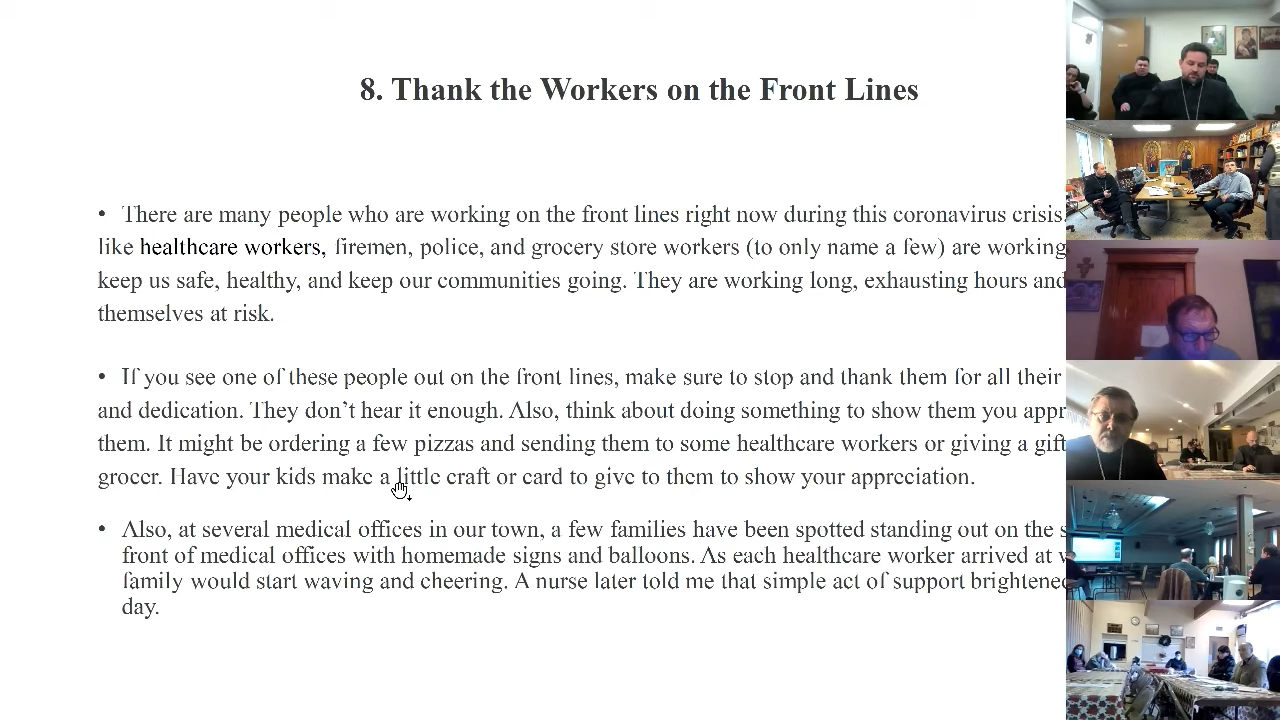 8. Thank the Workers on the Front Lines
• There are many people who are working on the front lines right now during this coronavirus crisis
like healthcare workers, firemen, police, and grocery store workers (to only name a few) are working
keep us safe, healthy, and keep our communities going. They are working long, exhausting hours and
themselves at risk.
• If you see one of these people out on the front lines, make sure to stop and thank them for all their
and dedication. They don’t hear it enough. Also, think about doing something to show them you appr
them. It might be ordering a few pizzas and sending them to some healthcare workers or giving a gift
grocer. Have your kids make a little craft or card to give to them to show your appreciation.
• Also, at several medical offices in our town, a few families have been spotted standing out on the s
front of medical offices with homemade signs and balloons. As each healthcare worker arrived at w
family would start waving and cheering. A nurse later told me that simple act of support brightened
day.